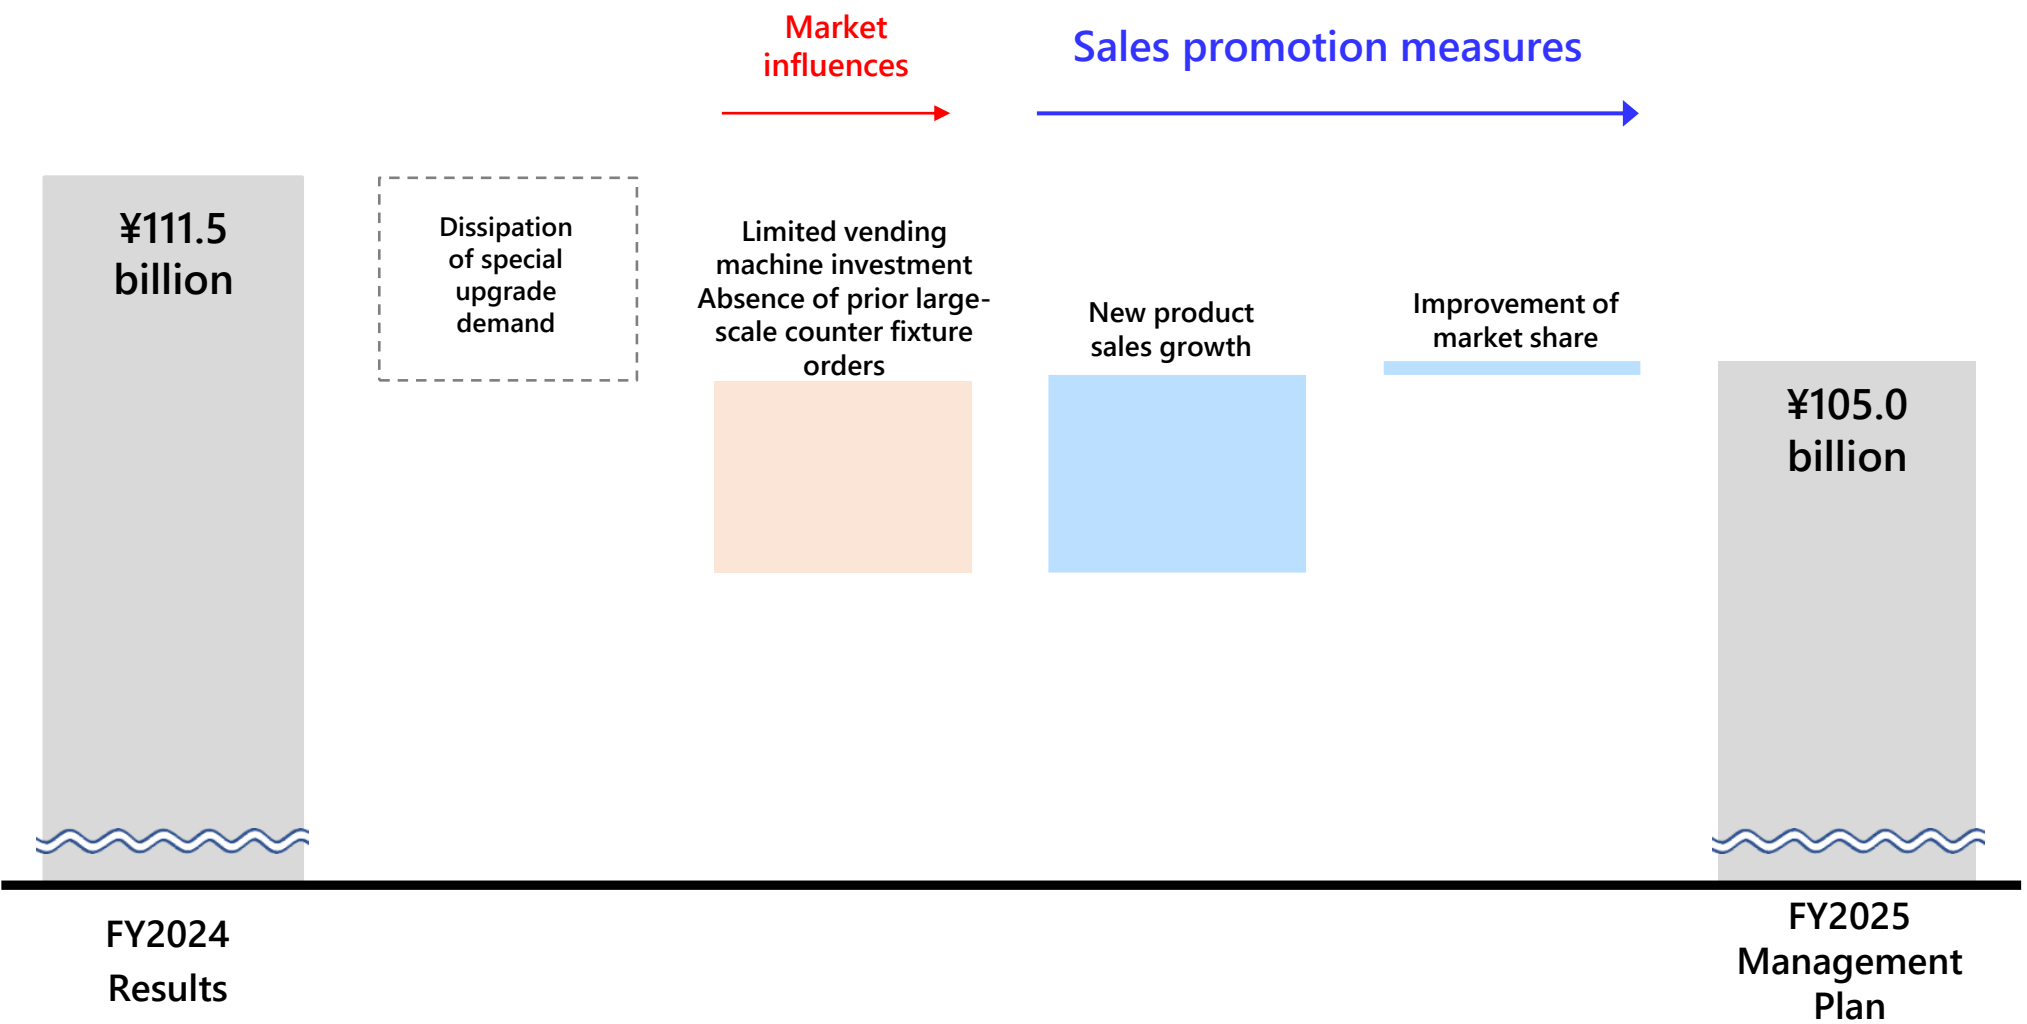 Market
influences
Sales promotion measures
¥111.5
billion
Dissipation
of special
upgrade
demand
Limited vending
machine investment
Absence of prior large-
scale counter fixture
orders
New product
sales growth
Improvement of
market share
¥105.0
billion
FY2024
Results
FY2025
Management
Plan